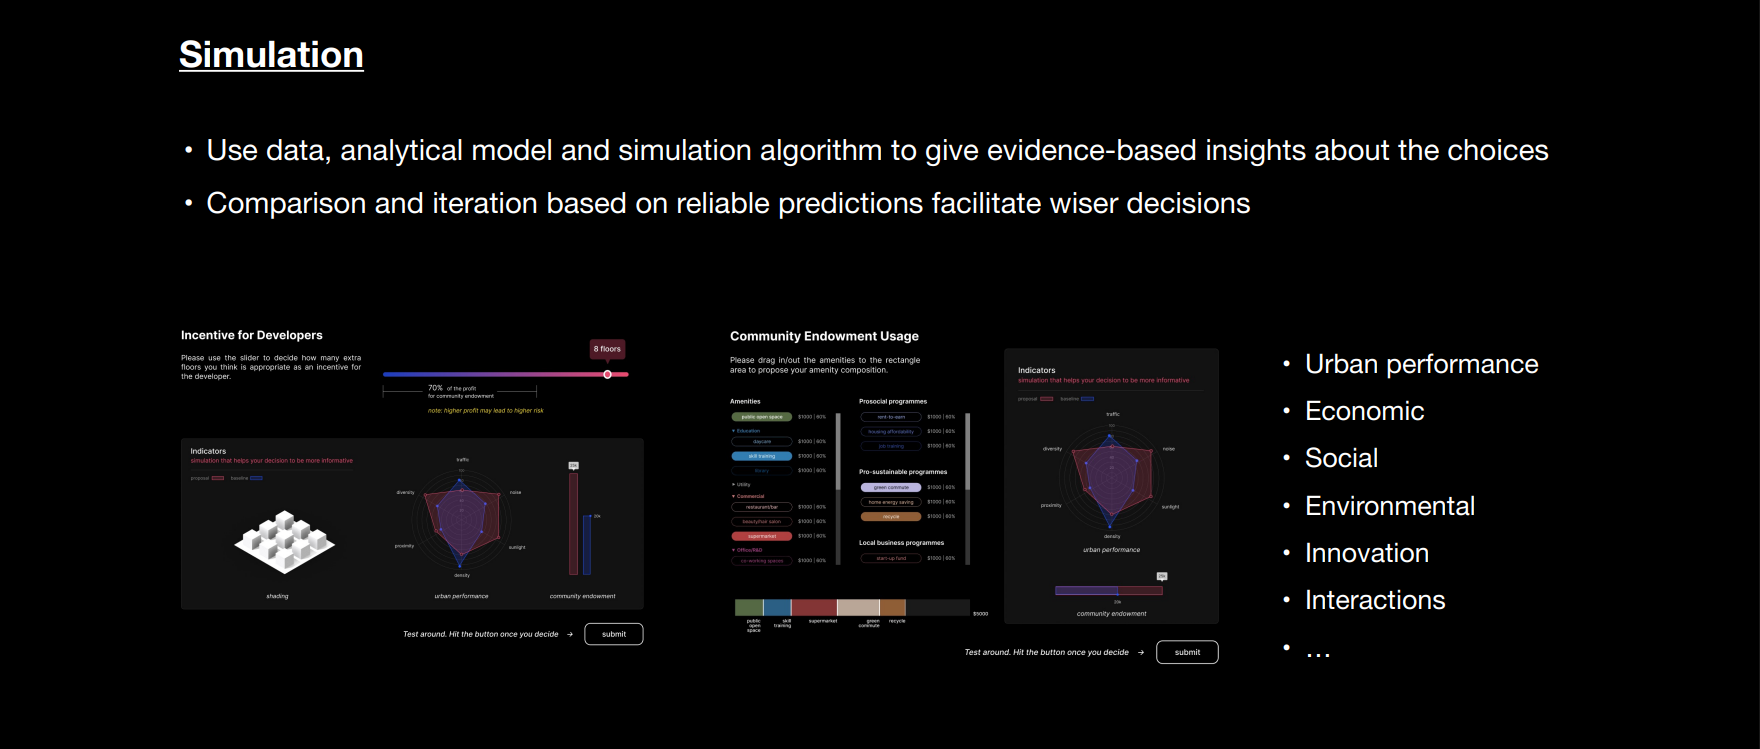 Simulation
• Use data, analytical model and simulation algorithm to give evidence-based insights about the choices
• Comparison and iteration based on reliable predictions facilitate wiser decisions
Incentive for Developers
Please use the slider to decide how many extra
floors you think is appropriate as an incentive for
the developer.
8 floors
70% of the profit
for community endowment
note: higher profit may lead to higher risk
Indicators
simulation that helps your decision to be more informative
proposal
baseline
shading
traffic
diversity
noise
proximity
sunlight
density
urban performance
20k
community endowment
Test around. Hit the button once you decide →
submit
Community Endowment Usage
Please drag in/out the amenities to the rectangle
area to propose your amenity composition.
Amenities
public open space $1000 | 60%
Education
daycare $1000 | 60%
skill training $1000 | 60%
library $1000 | 60%
Utility
Commercial
restaurant/bar $1000 | 60%
beauty/hair salon $1000 | 60%
supermarket $1000 | 60%
Office/R&D
co-working spaces $1000 | 60%
Prosocial programmes
rent-to-earn $1000 | 60%
housing affordability $1000 | 60%
job training $1000 | 60%
Pro-sustainable programmes
green commute $1000 | 60%
home energy saving $1000 | 60%
recycle $1000 | 60%
Local business programmes
start-up fund $1000 | 60%
public
open
space
skill
training
supermarket
green
commute
recycle
$5000
Indicators
simulation that helps your decision to be more informative
proposal
baseline
traffic
diversity
noise
proximity
sunlight
density
urban performance
20k
community endowment
Test around. Hit the button once you decide →
submit
• Urban performance
• Economic
• Social
• Environmental
• Innovation
• Interactions
• ...